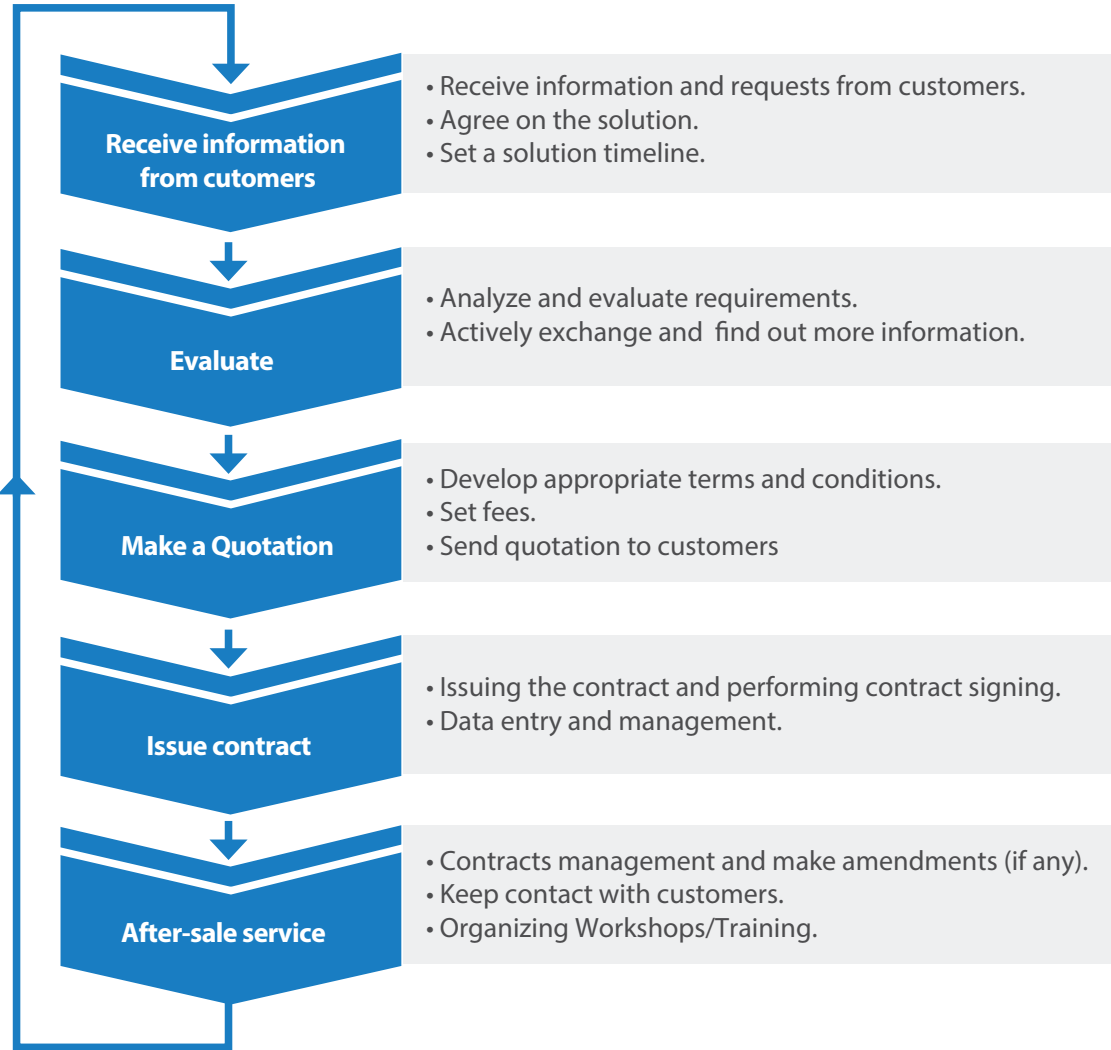 Receive information
from cutomers
• Receive information and requests from customers.
• Agree on the solution.
• Set a solution timeline.
Evaluate
• Analyze and evaluate requirements.
• Actively exchange and find out more information.
Make a Quotation
• Develop appropriate terms and conditions.
• Set fees.
• Send quotation to customers
Issue contract
• Issuing the contract and performing contract signing.
• Data entry and management.
After-sale service
• Contracts management and make amendments (if any).
• Keep contact with customers.
• Organizing Workshops/Training.